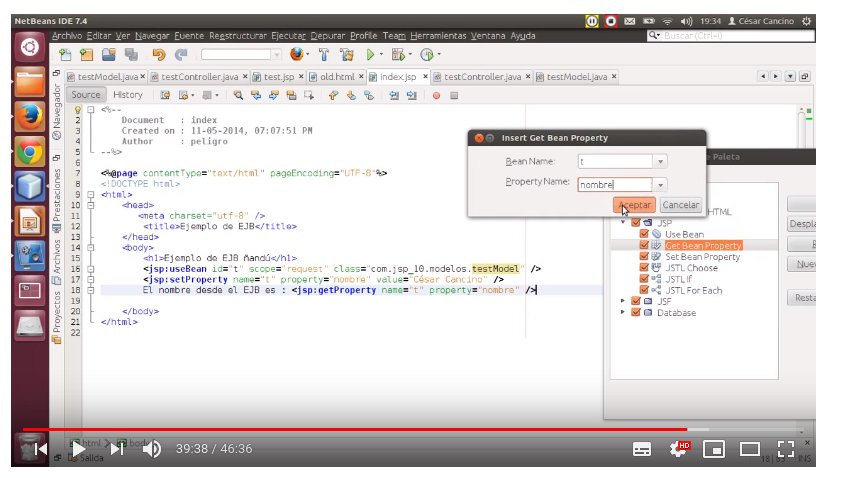 NetBeans IDE 7.4
19:34 César Cancino
Archivo Editar Ver Navegar Fuente Reestructurar Ejecutar Depurar Profile Team Herramientas Ventana Ayuda
Buscar (Ctrl+I)
testModel.java testController.java test.jsp old.html index.jsp testController.java testModel.java
Source History
Navegador
Prestaciones
Archivos
Proyectos
1 <%--
2 Document : index
3 Created on : 11-05-2014, 07:07:51 PM
4 Author : peligro
5 --%>
6
7 <%@page contentType="text/html" pageEncoding="UTF-8"%>
8 <!DOCTYPE html>
9 <html>
10 <head>
11 <meta charset="utf-8" />
12 <title>Ejemplo de EJB</title>
13 </head>
14 <body>
15 <h1>Ejemplo de EJB ñandú</h1>
16 <jsp:useBean id="t" scope="request" class="com.jsp_10.modelos.testModel" />
17 <jsp:setProperty name="t" property="nombre" value="César Cancino" />
18 El nombre desde el EJB es : <jsp:getProperty name="t" property="nombre" />
19
20 </body>
21 </html>
22
Insert Get Bean Property
Bean Name: t
Property Name: nombre
Aceptar Cancelar
e Paleta
HTML
JSP
Use Bean
Get Bean Property
Set Bean Property
JSTL Choose
JSTL If
JSTL For Each
JSF
Database
Despla
Nuev
Resta
html body
Salida
39:38 / 46:36
HD
INS